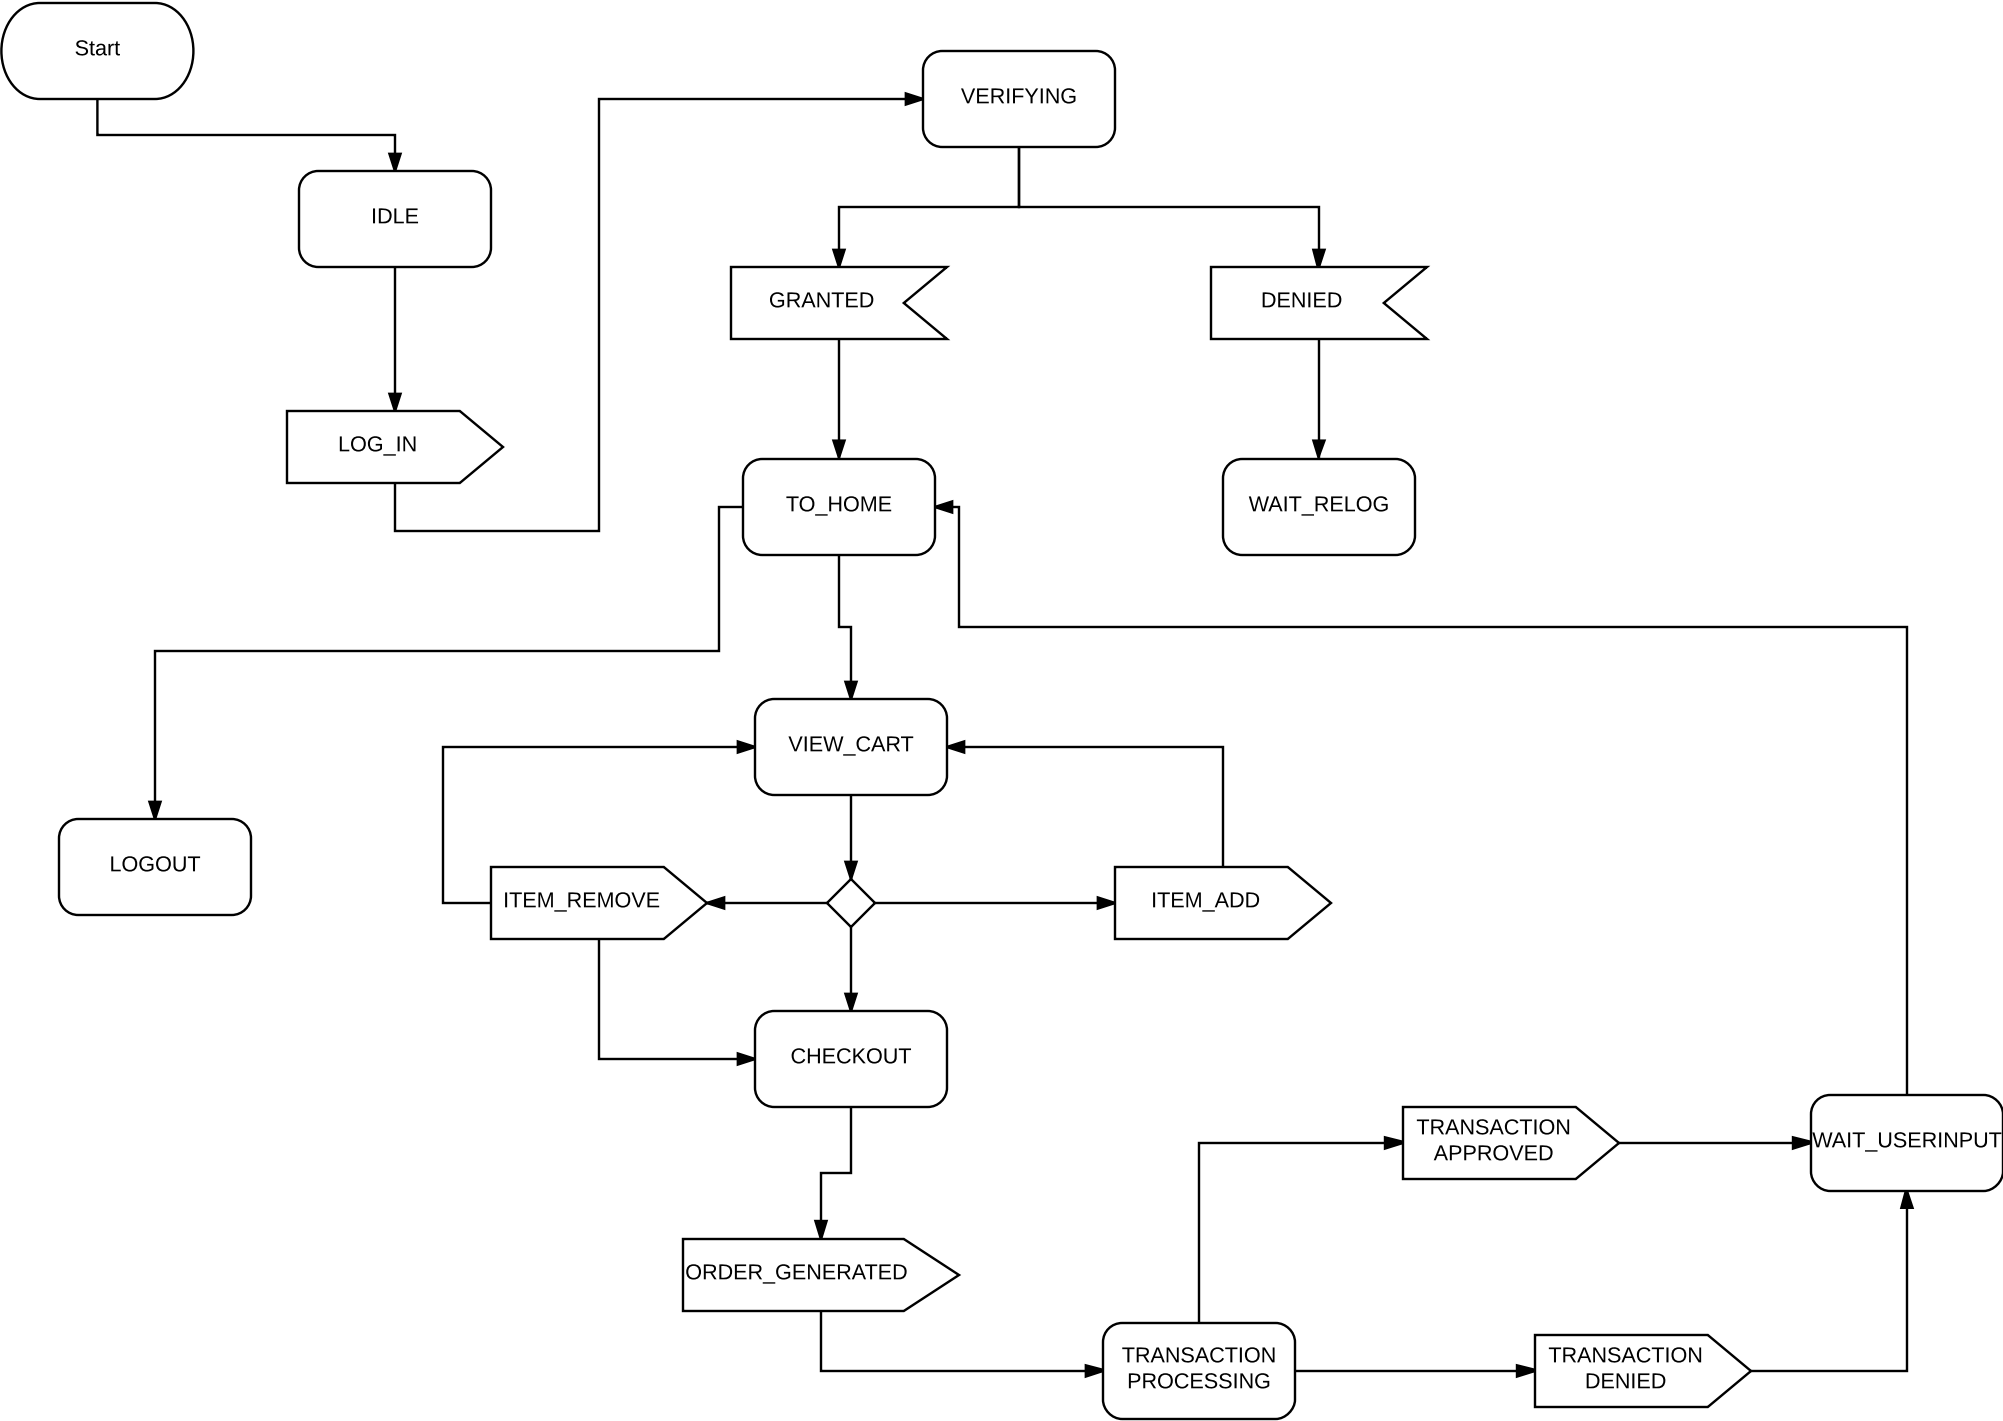 Start
VERIFYING
IDLE
GRANTED
DENIED
LOG_IN
TO_HOME
WAIT_RELOG
VIEW_CART
LOGOUT
ITEM_REMOVE
ITEM_ADD
CHECKOUT
TRANSACTION
APPROVED
WAIT_USERINPUT
ORDER_GENERATED
TRANSACTION
PROCESSING
TRANSACTION
DENIED